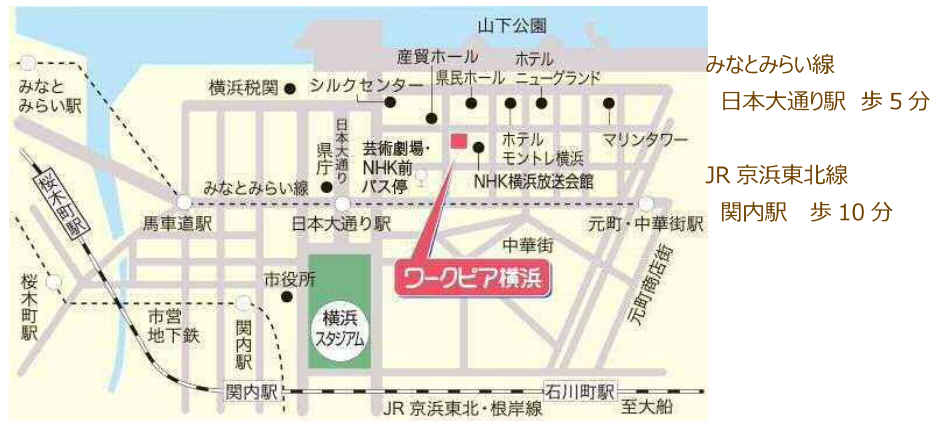 山下公園
産貿ホール
ホテル
ニューグランド
県民ホール
横浜税関
シルクセンター
みなと
みらい駅
日本大通り
県庁
芸術劇場・
NHK前
バス停
ホテル
モントレ横浜
マリンタワー
NHK横浜放送会館
桜木町駅
みなとみらい線
馬車道駅
日本大通り駅
元町・中華街駅
中華街
ワークピア横浜
元町商店街
桜木町駅
市役所
市営
地下鉄
関内駅
横浜
スタジアム
関内駅
石川町駅
JR京浜東北・根岸線
至大船
みなとみらい線
日本大通り駅 歩5分
JR京浜東北線
関内駅 歩10分